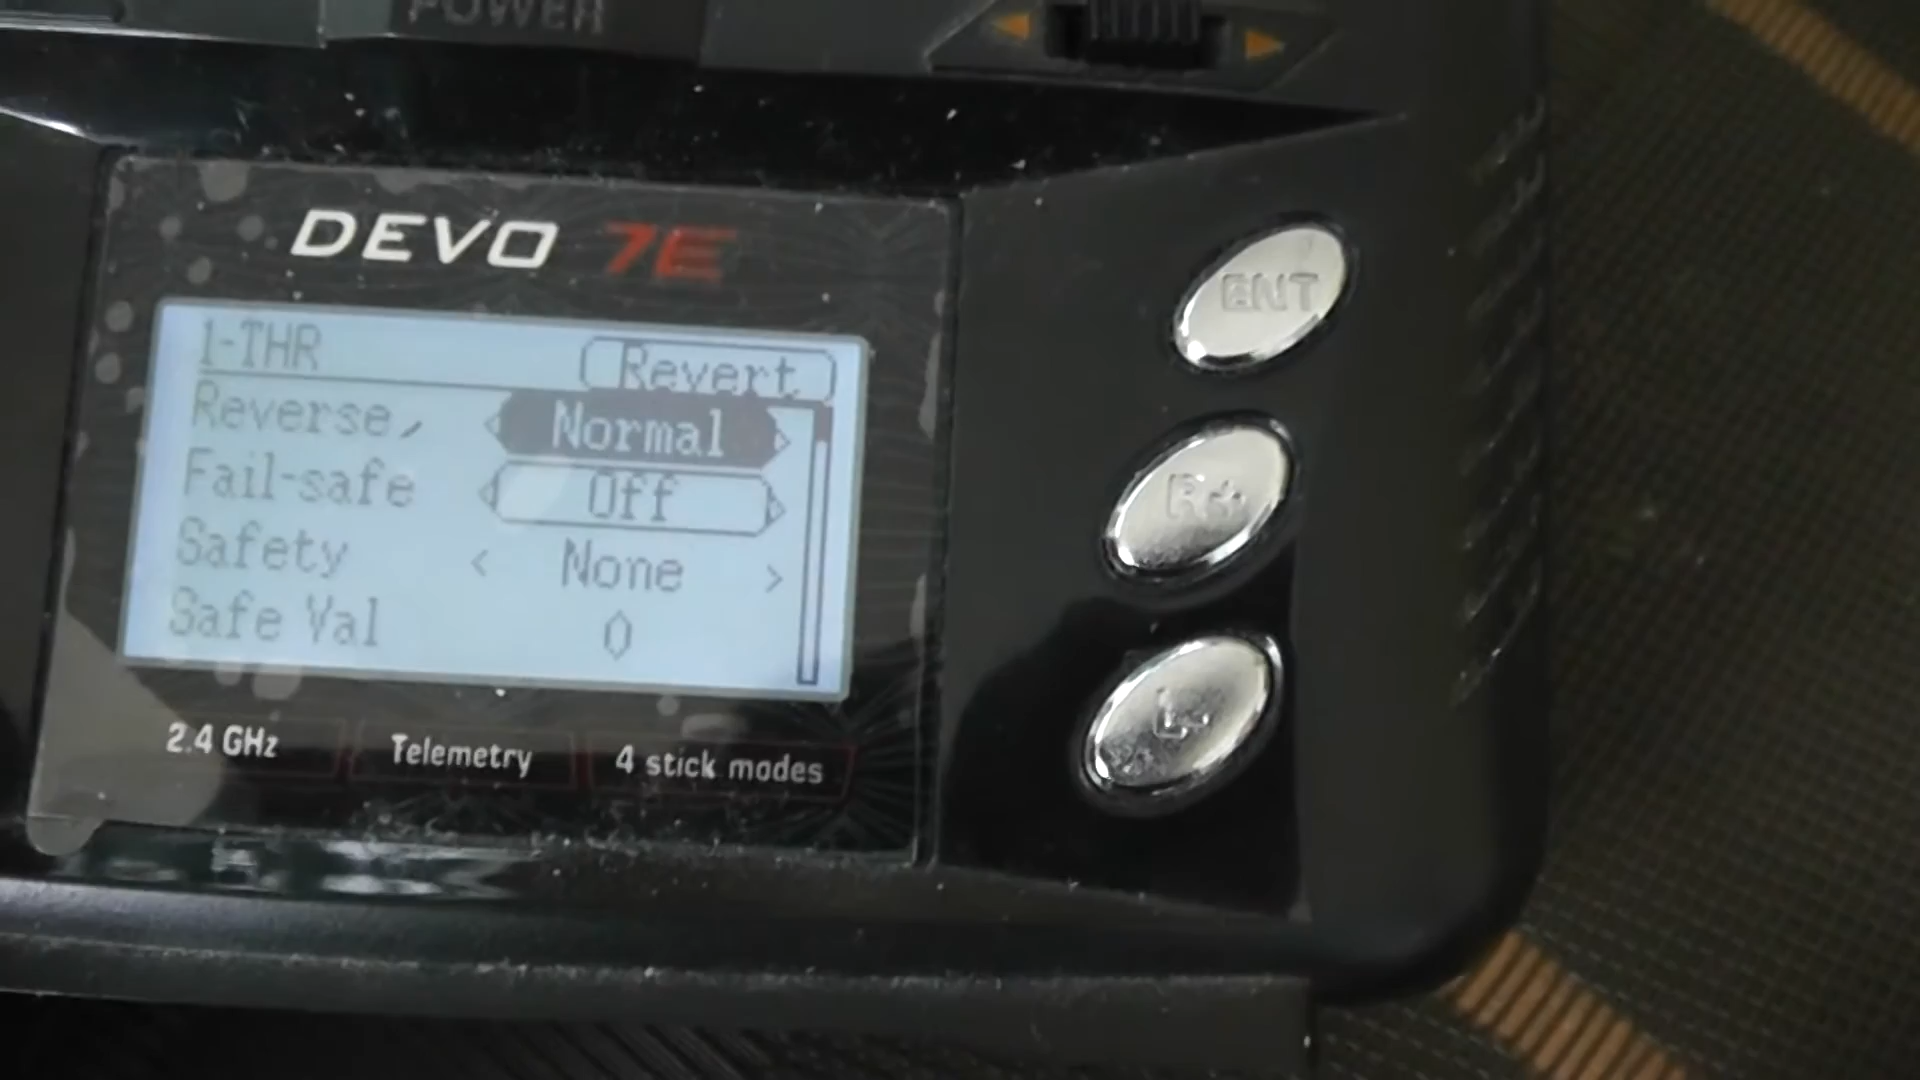 POWER
DEVO 7E
1-THR Revert
Reverse Normal
Fail-safe Off
Safety < None >
Safe Val 0
2.4 GHz Telemetry 4 stick modes
ENT
R+
L-